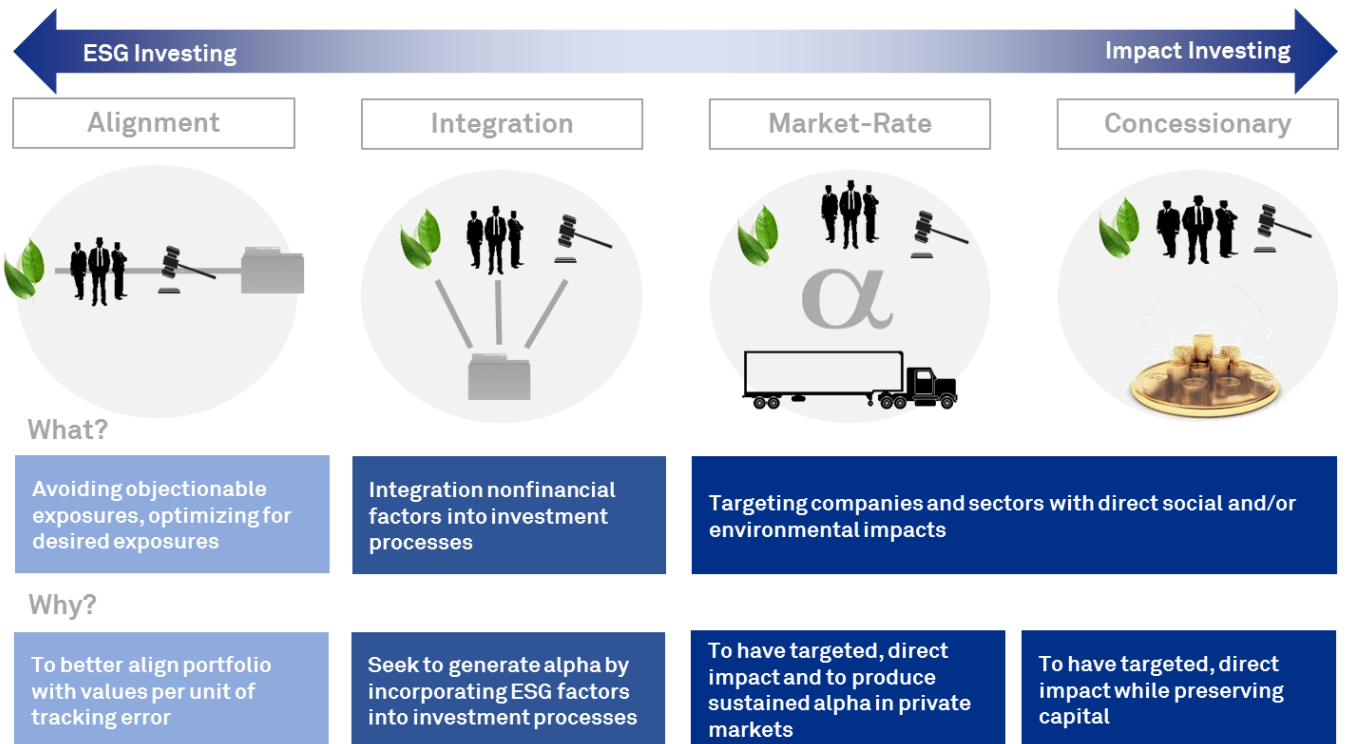 ESG Investing
Impact Investing
Alignment
Integration
Market-Rate
Concessionary
α
What?
Avoiding objectionable
exposures, optimizing for
desired exposures
Integration nonfinancial
factors into investment
processes
Targeting companies and sectors with direct social and/or
environmental impacts
Why?
To better align portfolio
with values per unit of
tracking error
Seek to generate alpha by
incorporating ESG factors
into investment processes
To have targeted, direct
impact and to produce
sustained alpha in private
markets
To have targeted, direct
impact while preserving
capital